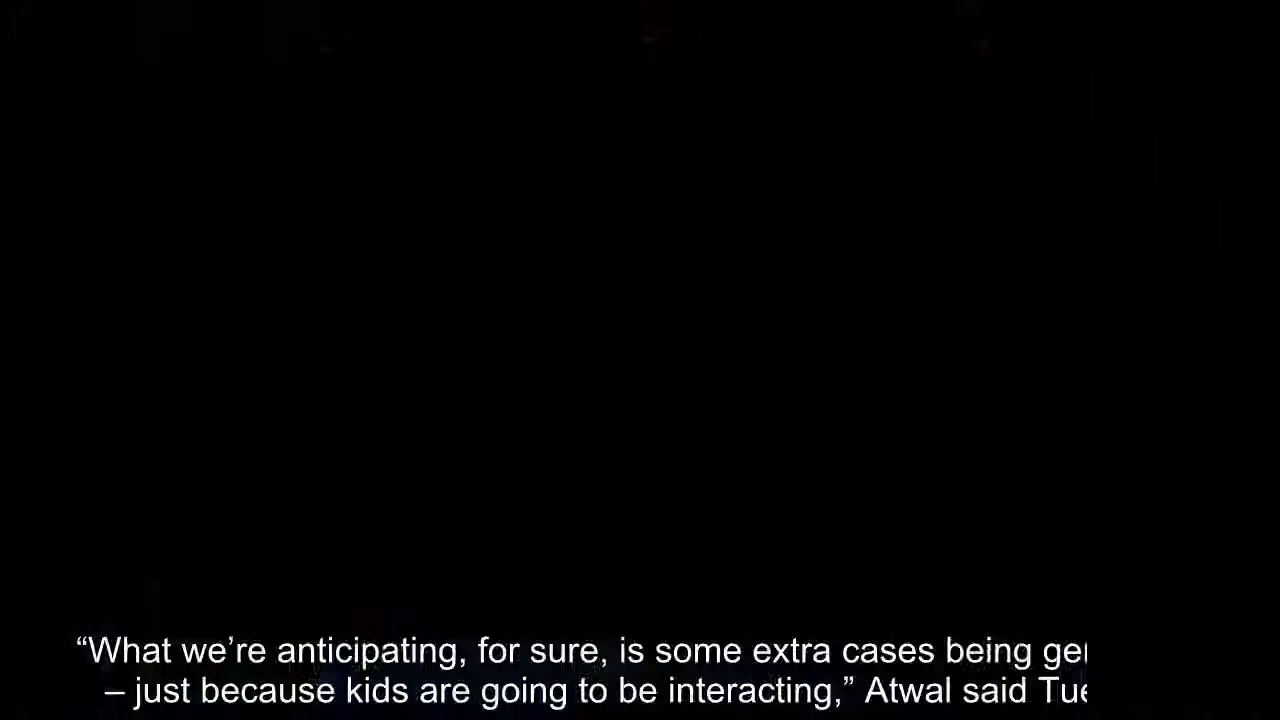 “What we’re anticipating, for sure, is some extra cases being
– just because kids are going to be interacting,” Atwal said